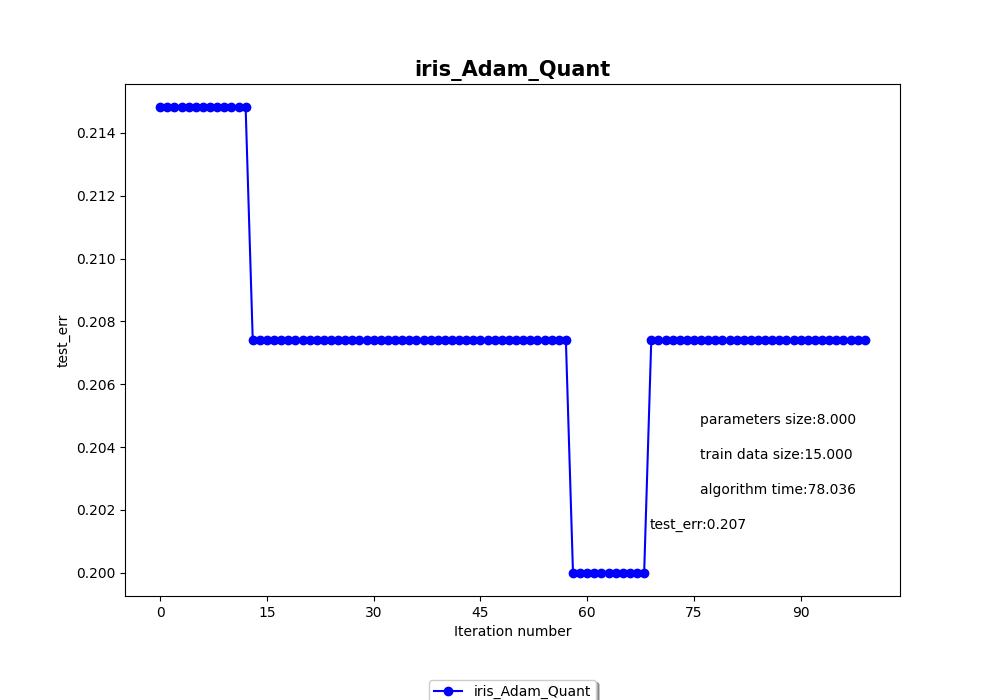 iris_Adam_Quant
0.214
0.212
0.210
0.208
0.206
0.204
0.202
0.200
test_err
parameters size:8.000
train data size:15.000
algorithm time:78.036
test_err:0.207
0 15 30 45 60 75 90
Iteration number
iris_Adam_Quant